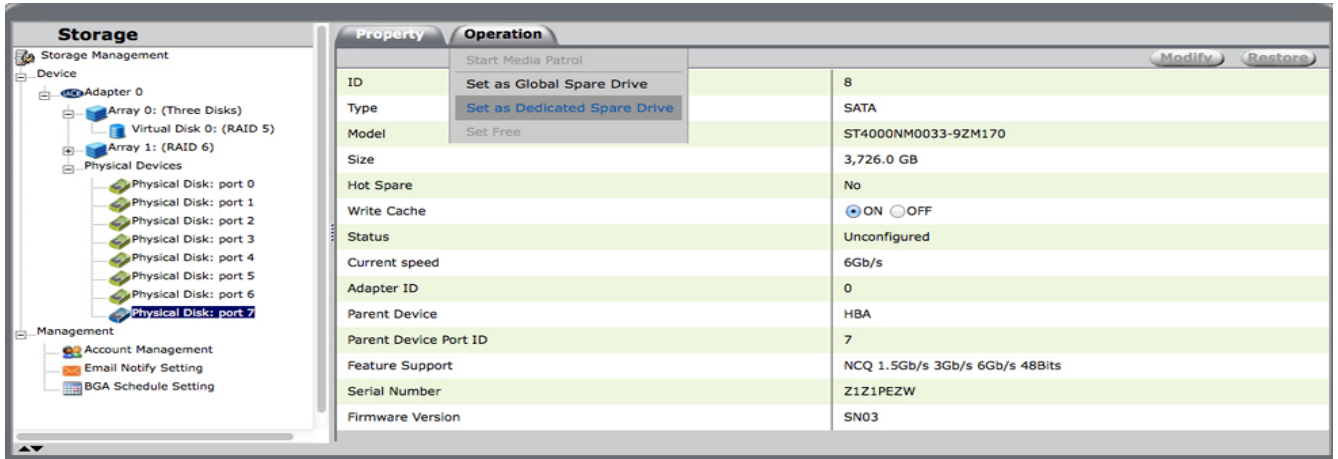 Storage
Storage Management
Device
Adapter 0
Array 0: (Three Disks)
Virtual Disk 0: (RAID 5)
Array 1: (RAID 6)
Physical Devices
Physical Disk: port 0
Physical Disk: port 1
Physical Disk: port 2
Physical Disk: port 3
Physical Disk: port 4
Physical Disk: port 5
Physical Disk: port 6
Physical Disk: port 7
Management
Account Management
Email Notify Setting
BGA Schedule Setting
Property Operation
Start Media Patrol
Set as Global Spare Drive
Set as Dedicated Spare Drive
Set Free
Modify Restore
ID 8
Type SATA
Model ST4000NM0033-9ZM170
Size 3,726.0 GB
Hot Spare No
Write Cache ON OFF
Status Unconfigured
Current speed 6Gb/s
Adapter ID 0
Parent Device HBA
Parent Device Port ID 7
Feature Support NCQ 1.5Gb/s 3Gb/s 6Gb/s 48Bits
Serial Number Z1Z1PEZW
Firmware Version SN03